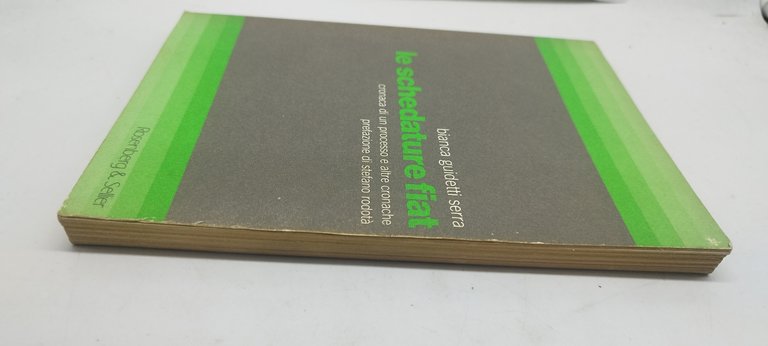 bianca guidetti serra
le schedature fiat
cronaca di un processo e altre cronache
prefazione di stefano rodotà
Rosenberg & Sellier